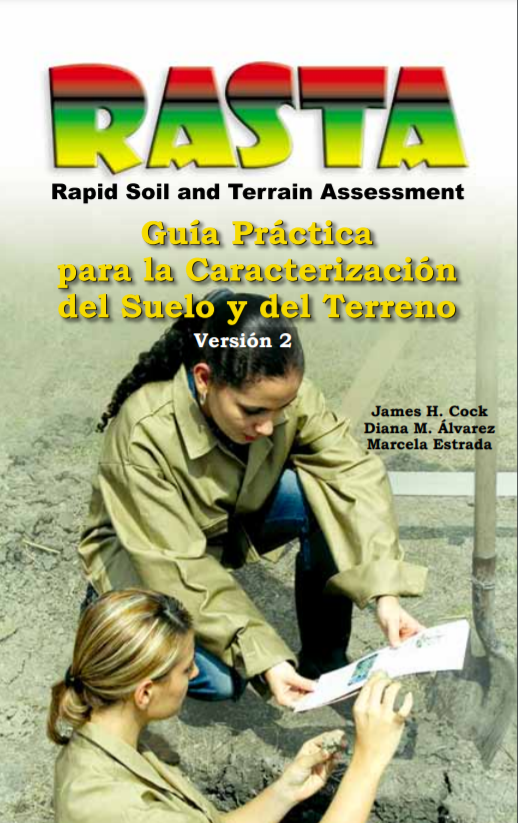 RASTA
Rapid Soil and Terrain Assessment
Guía Práctica
para la Caracterización
del Suelo y del Terreno
Versión 2
James H. Cock
Diana M. Álvarez
Marcela Estrada